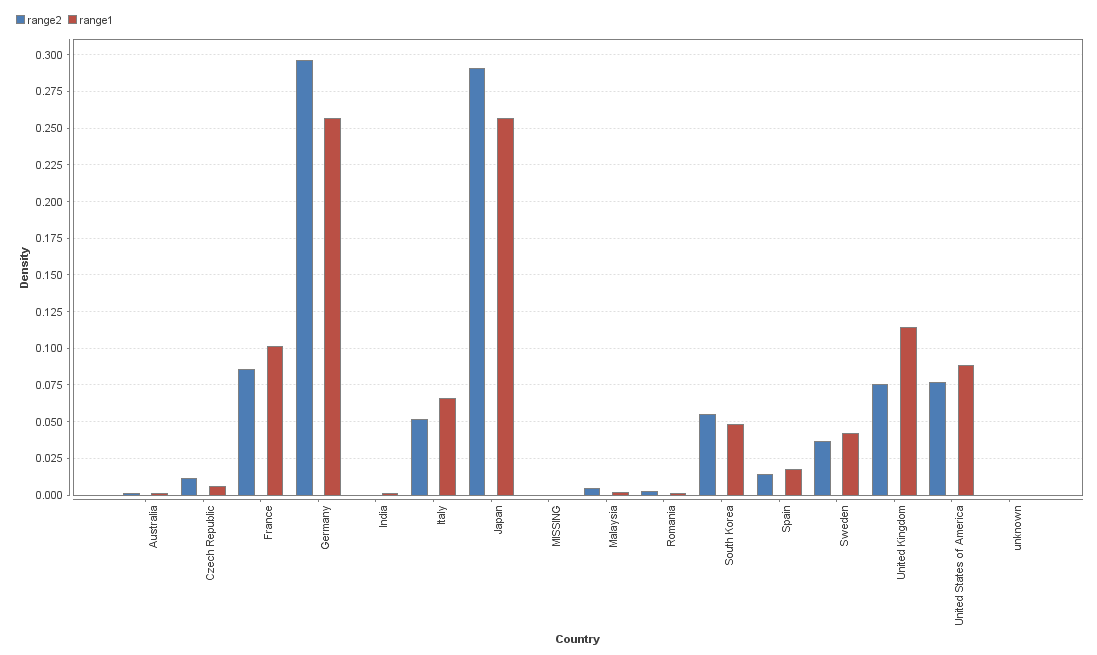 range2 range1
0.300
0.275
0.250
0.225
0.200
0.175
0.150
0.125
0.100
0.075
0.050
0.025
0.000
Density
Australia
Czech Republic
France
Germany
India
Italy
Japan
MISSING
Malaysia
Romania
South Korea
Spain
Sweden
United Kingdom
United States of America
unknown
Country